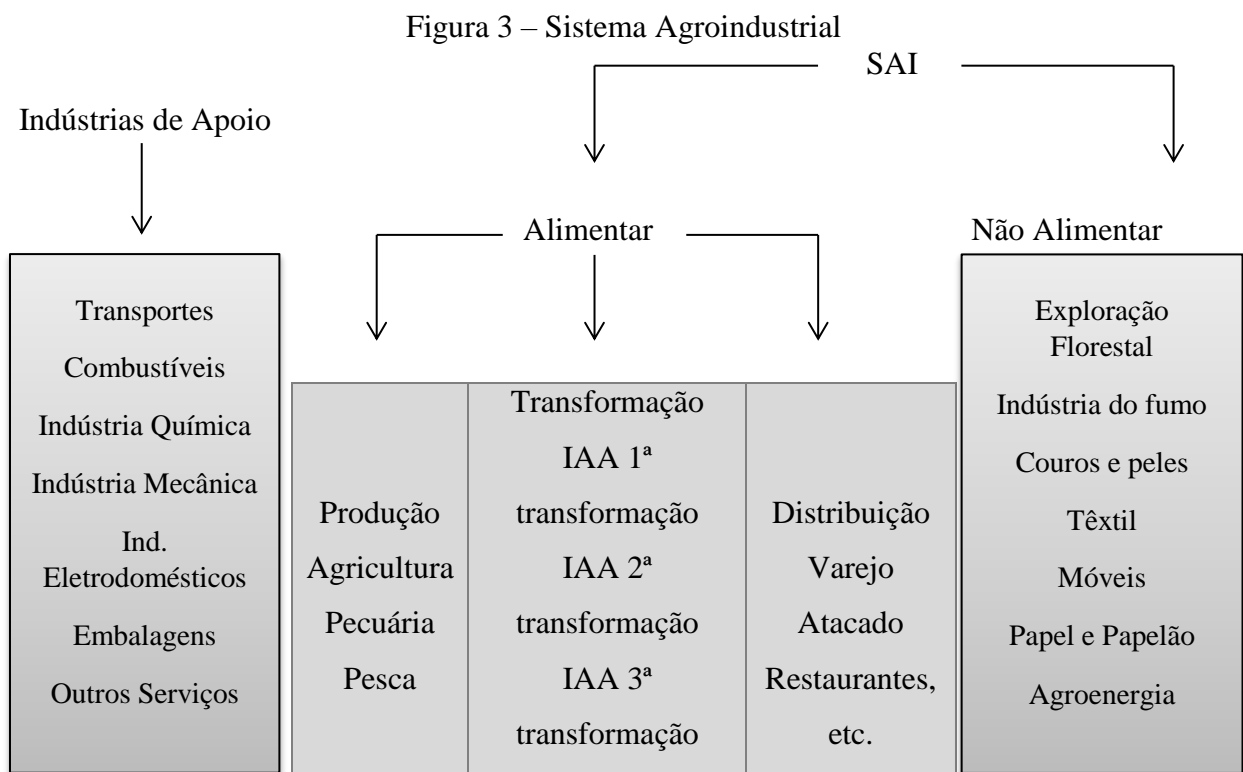 Figura 3 – Sistema Agroindustrial
SAI
Indústrias de Apoio
Alimentar
Não Alimentar
Transportes
Combustíveis
Indústria Química
Indústria Mecânica
Ind.
Eletrodomésticos
Embalagens
Outros Serviços
Produção
Agricultura
Pecuária
Pesca
Transformação
IAA 1ª
transformação
IAA 2ª
transformação
IAA 3ª
transformação
Distribuição
Varejo
Atacado
Restaurantes,
etc.
Exploração
Florestal
Indústria do fumo
Couros e peles
Têxtil
Móveis
Papel e Papelão
Agroenergia